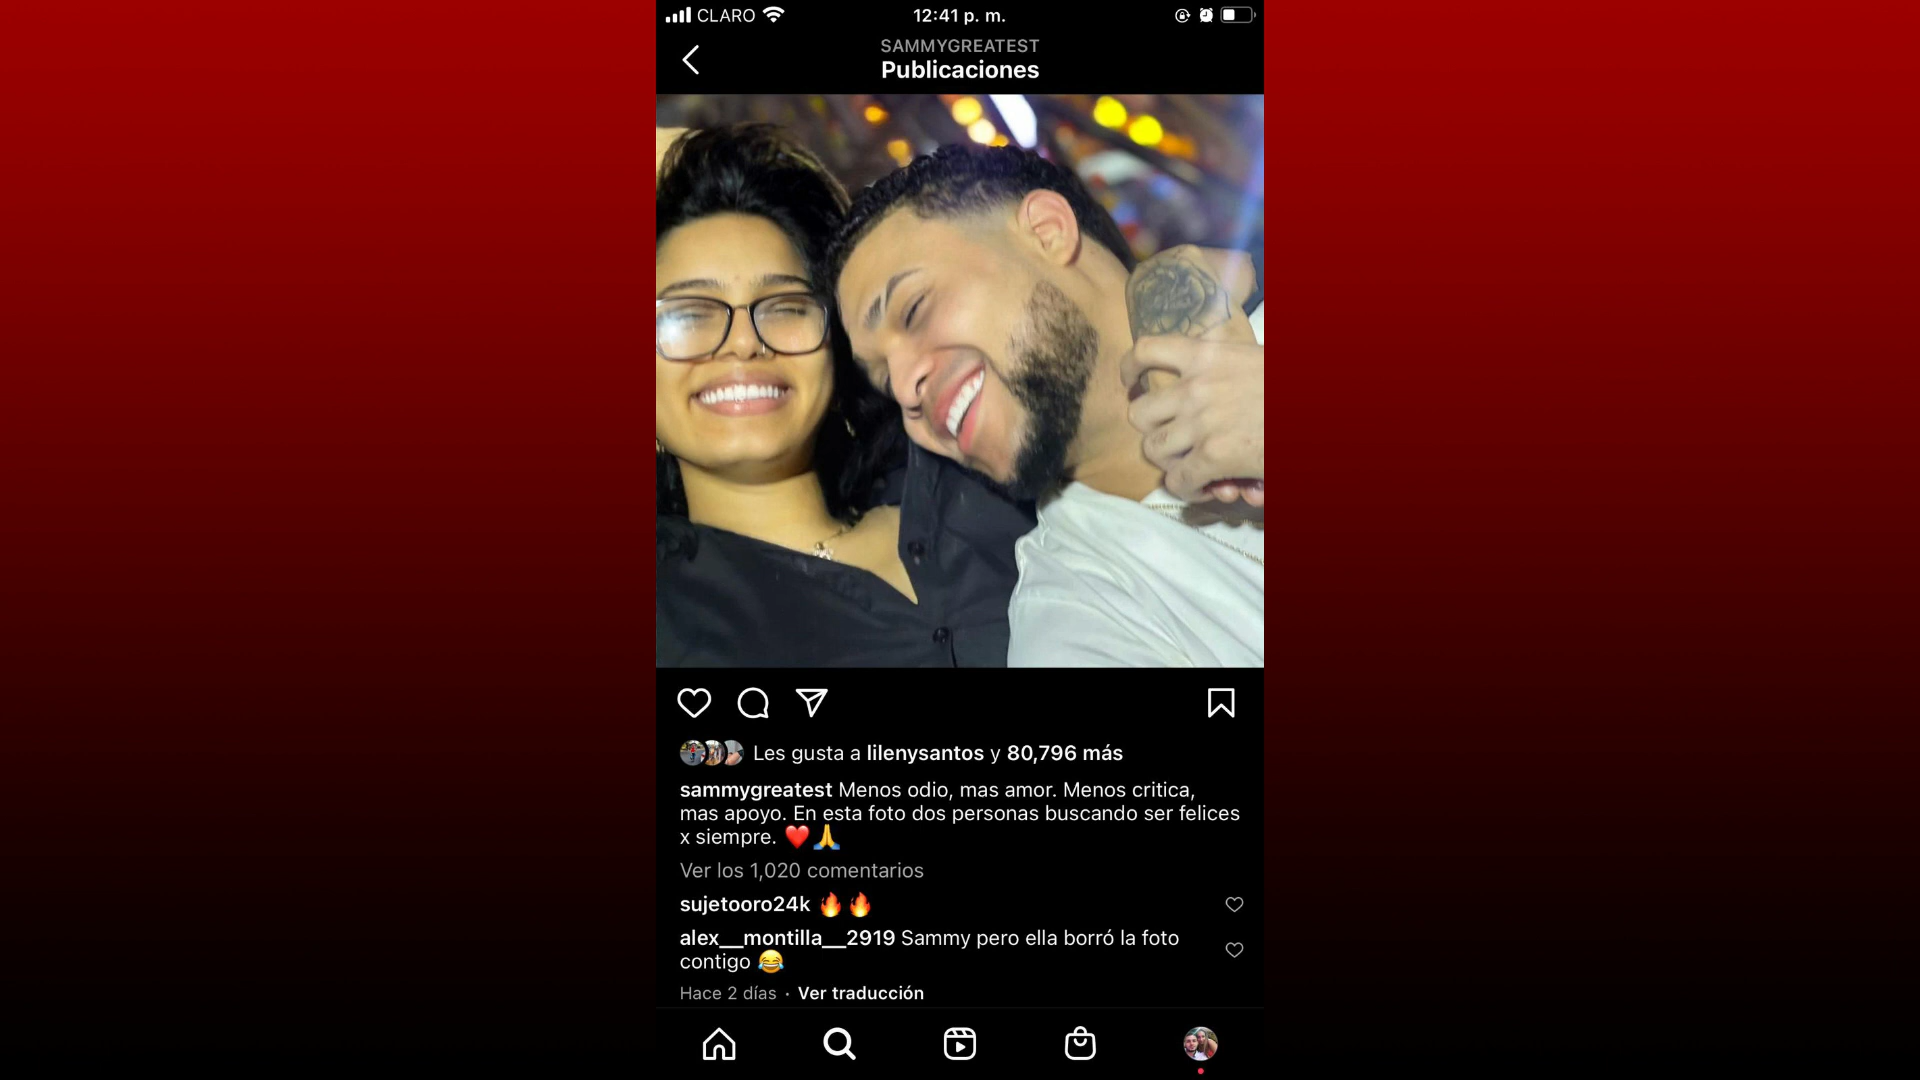 CLARO 12:41 p. m.
SAMMYGREATEST
Publicaciones
Les gusta a lilenysantos y 80,796 más
sammygreatest Menos odio, mas amor. Menos critica,
mas apoyo. En esta foto dos personas buscando ser felices
x siempre. ❤️🙏
Ver los 1,020 comentarios
sujetooro24k 🔥🔥
alex__montilla__2919 Sammy pero ella borró la foto
contigo 😂
Hace 2 días · Ver traducción